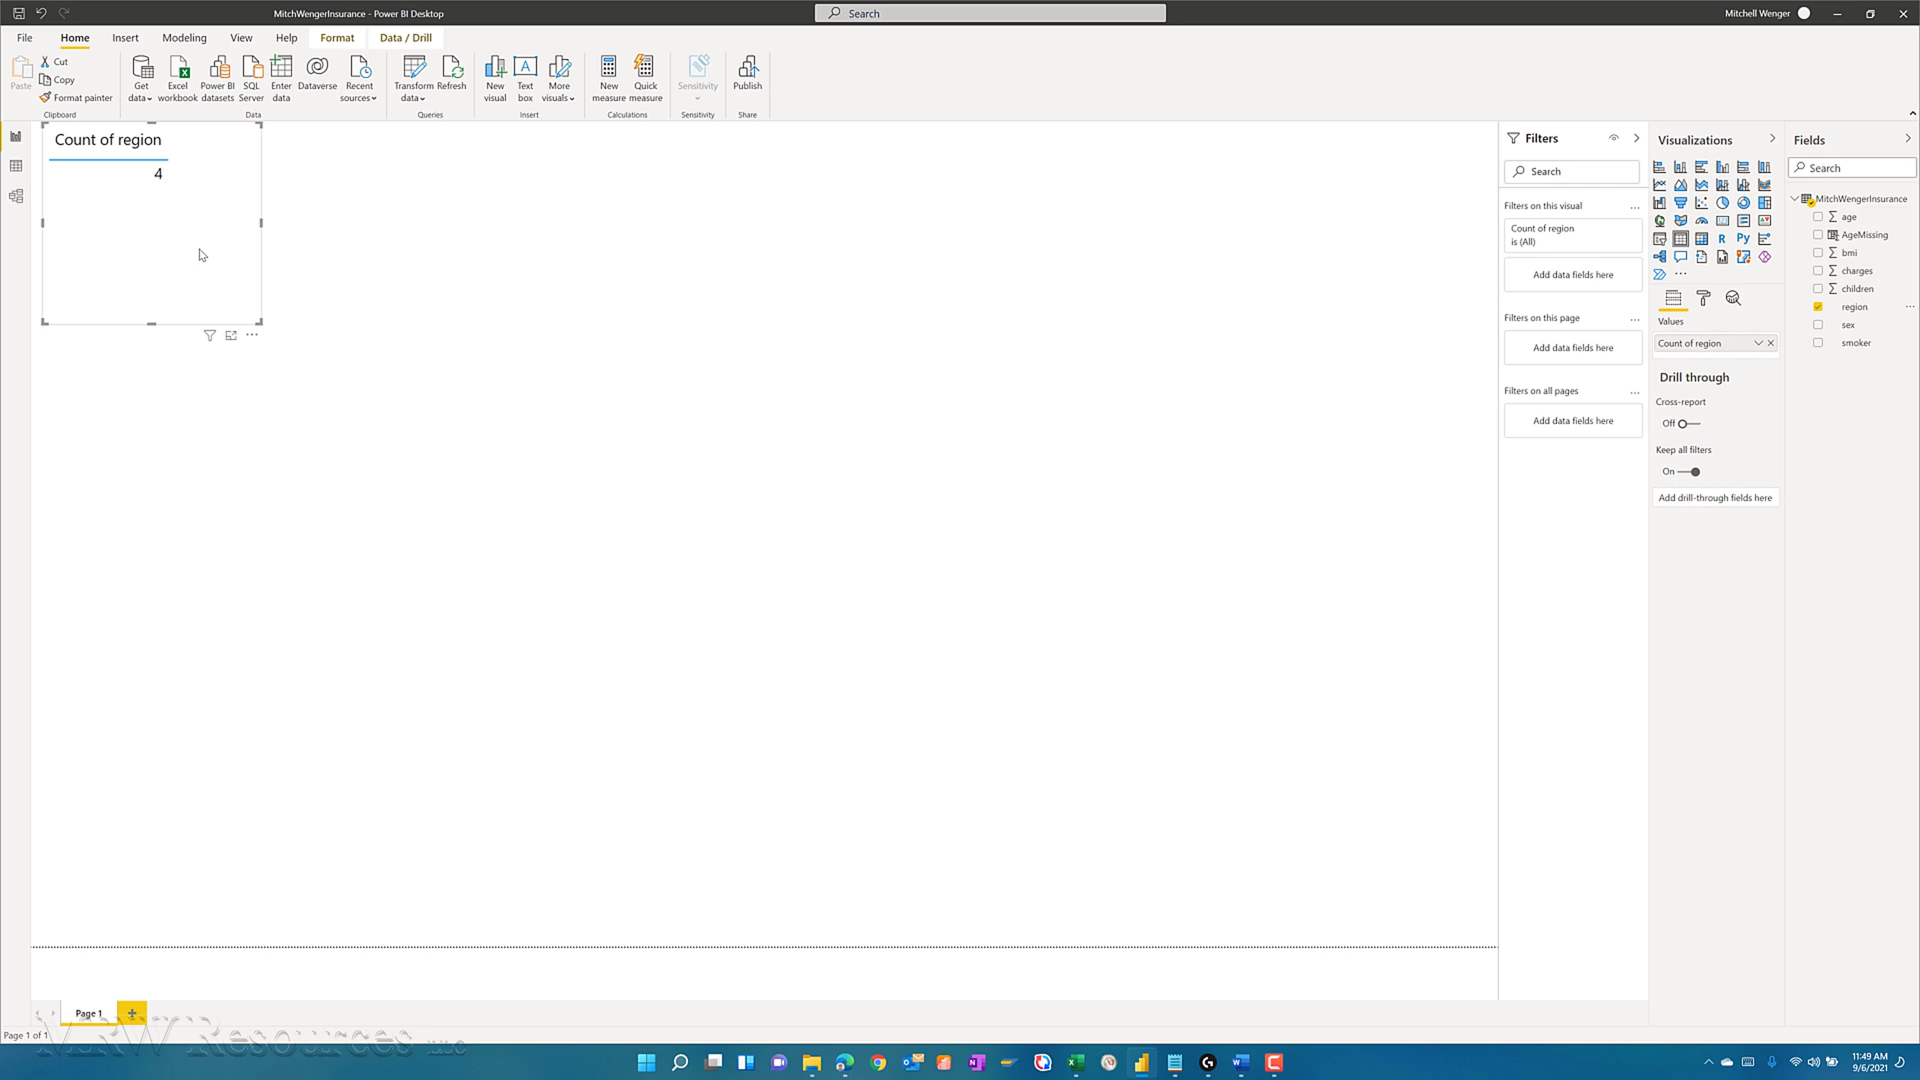 MitchWengerInsurance - Power BI Desktop
Search
Mitchell Wenger
File
Home
Insert
Modeling
View
Help
Format
Data / Drill
Paste
Cut
Copy
Format painter
Clipboard
Get data
Excel workbook
Power BI datasets
SQL Server
Enter data
Dataverse
Recent sources
Data
Transform data
Refresh
Queries
New visual
Text box
More visuals
Insert
New measure
Quick measure
Calculations
Sensitivity
Sensitivity
Publish
Share
Count of region
4
Filters
Search
Filters on this visual
Count of region
is (All)
Add data fields here
Filters on this page
Add data fields here
Filters on all pages
Add data fields here
Visualizations
R
Py
Values
Count of region
Drill through
Cross-report
Off
Keep all filters
On
Add drill-through fields here
Fields
Search
MitchWengerInsurance
age
AgeMissing
bmi
charges
children
region
sex
smoker
Page 1
Page 1 of 1
MRW Resources llc
11:49 AM
9/6/2021